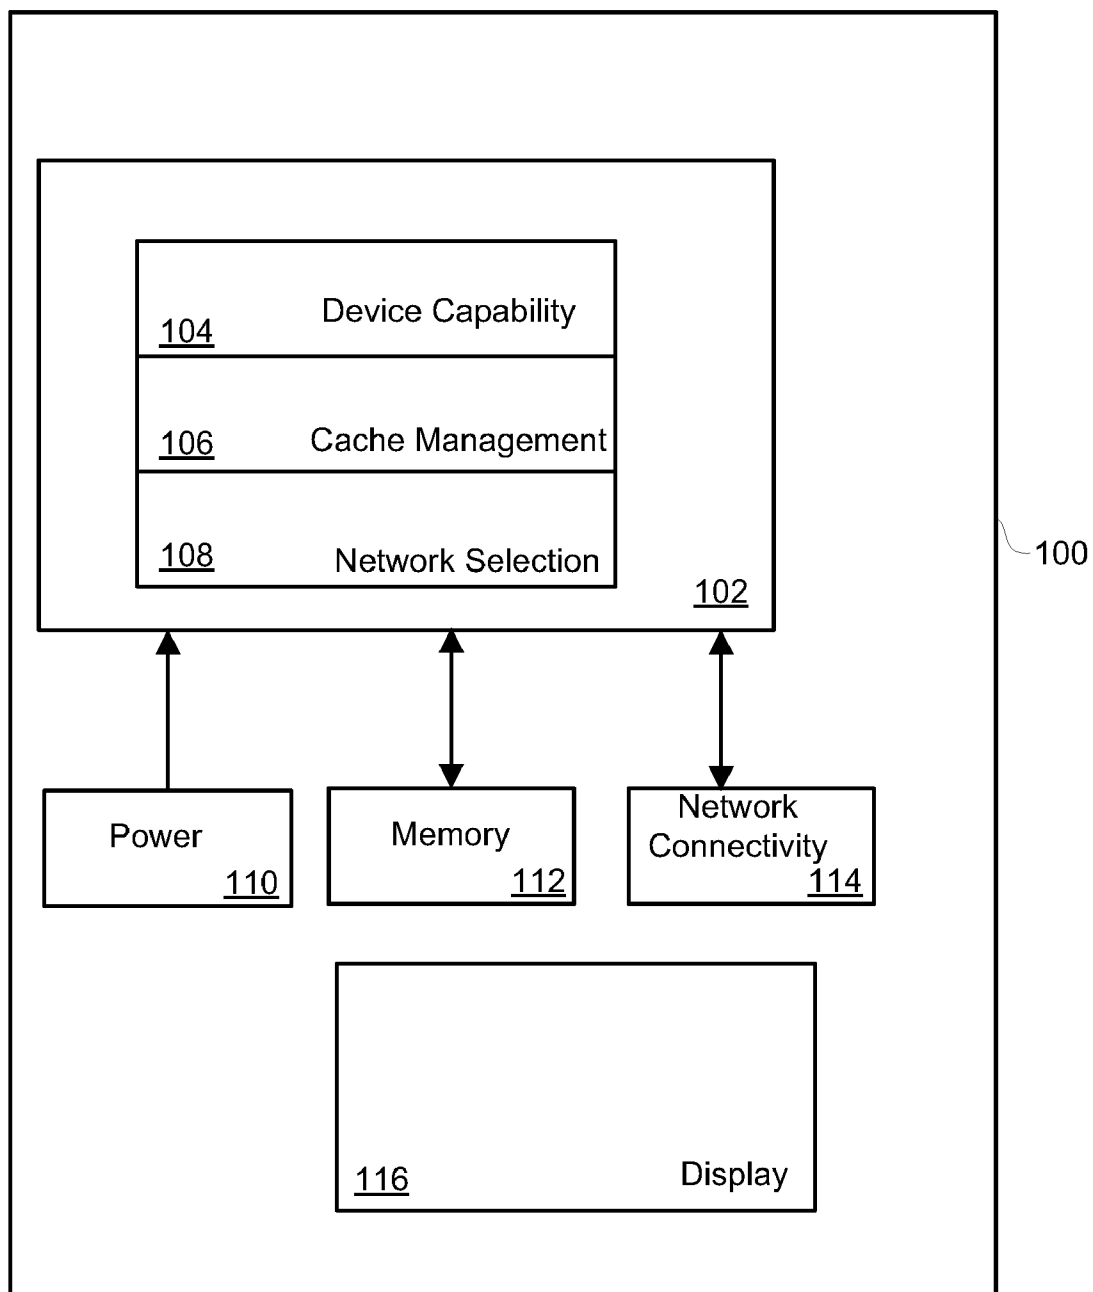 Device Capability
104
Cache Management
106
Network Selection
108
102
100
Power
110
Memory
112
Network
Connectivity
114
116
Display